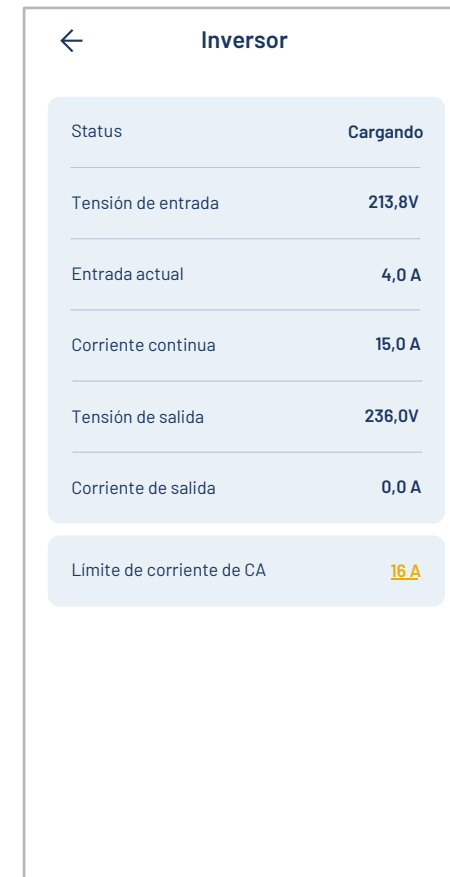 Inversor
Status Cargando
Tensión de entrada 213,8V
Entrada actual 4,0 A
Corriente continua 15,0 A
Tensión de salida 236,0V
Corriente de salida 0,0 A
Límite de corriente de CA 16 A